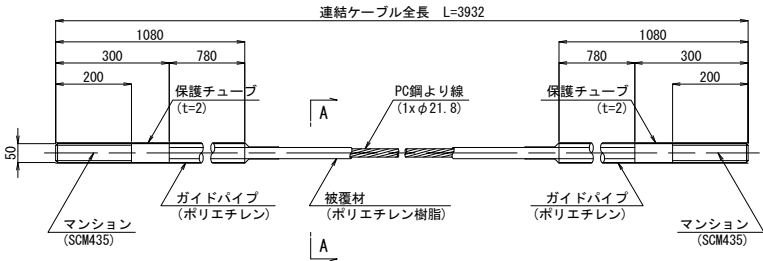 連結ケーブル全長 L=3932
1080
1080
300
780
780
300
200
200
保護チューブ
(t=2)
A
PC鋼より線
(1xφ21.8)
保護チューブ
(t=2)
50
ガイドパイプ
(ポリエチレン)
被覆材
(ポリエチレン樹脂)
ガイドパイプ
(ポリエチレン)
マンション
(SCM435)
A
マンション
(SCM435)